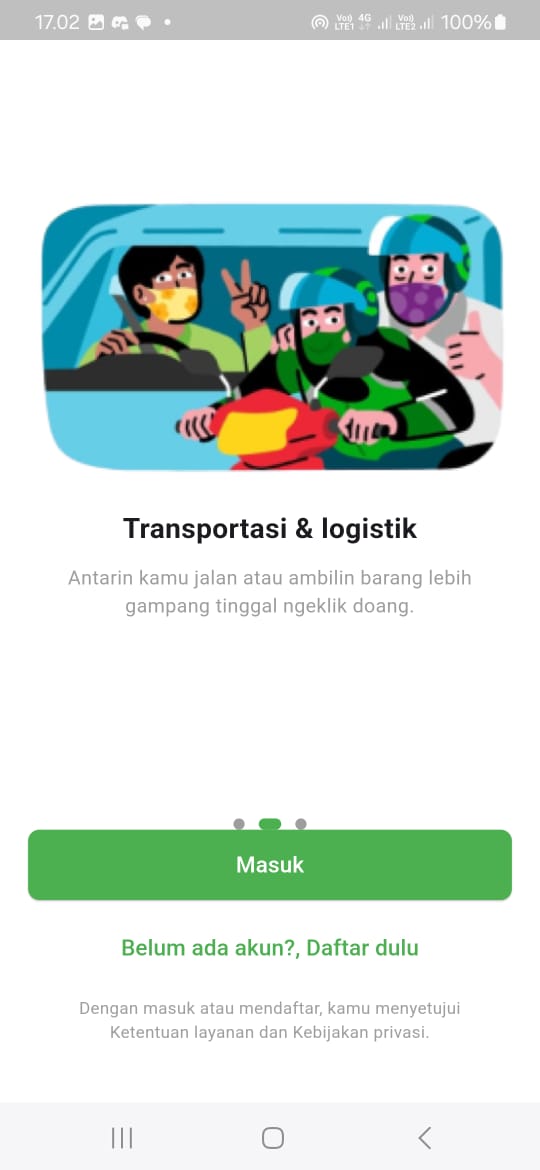 17.02
Vo) 4G Vo) 100%
LTE1 LTE2
Transportasi & logistik
Antarin kamu jalan atau ambilin barang lebih
gampang tinggal ngeklik doang.
Masuk
Belum ada akun?, Daftar dulu
Dengan masuk atau mendaftar, kamu menyetujui
Ketentuan layanan dan Kebijakan privasi.